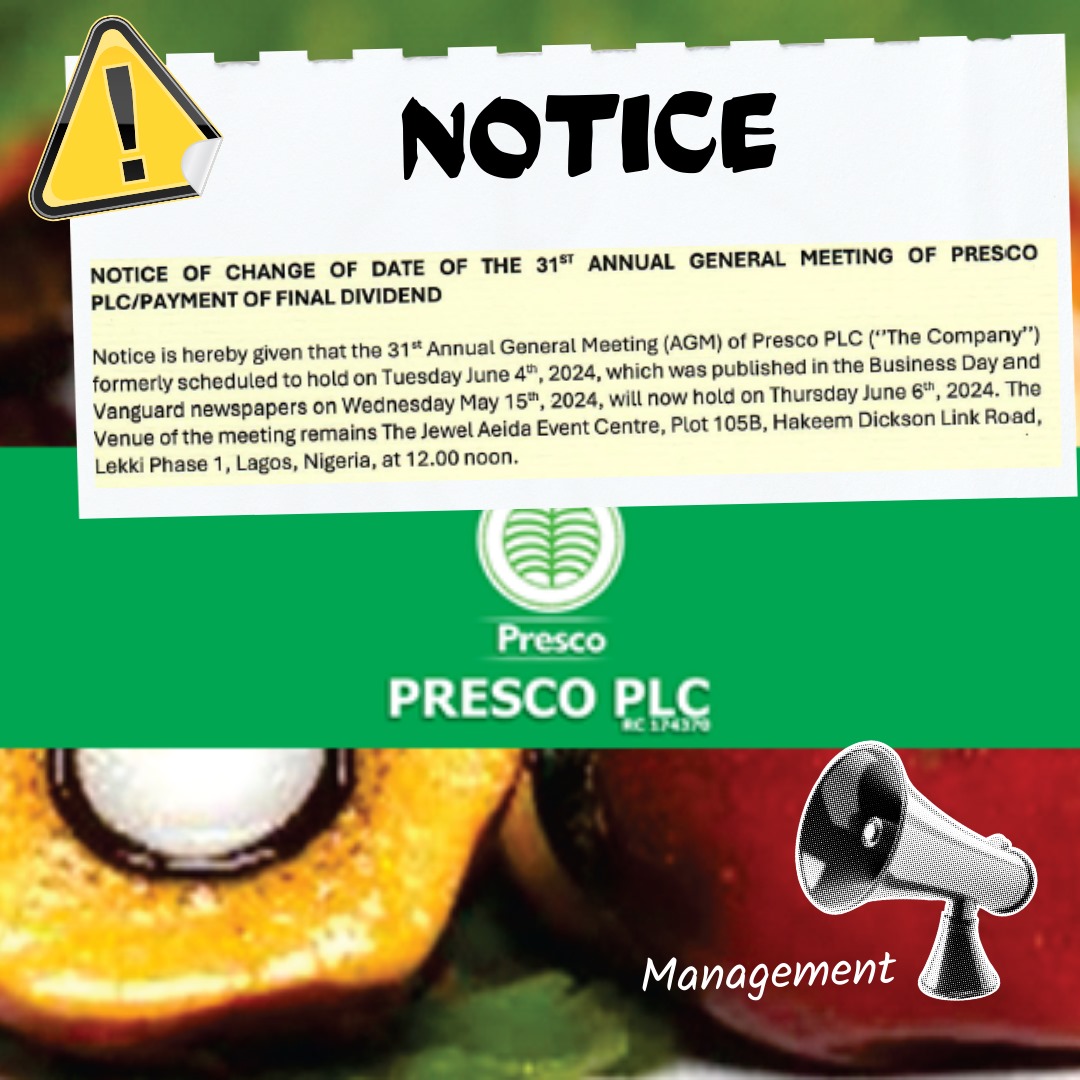 NOTICE
NOTICE OF CHANGE OF DATE OF THE 31ST ANNUAL GENERAL MEETING OF PRESCO
PLC/PAYMENT OF FINAL DIVIDEND
Notice is hereby given that the 31st Annual General Meeting (AGM) of Presco PLC (‘’The Company’’)
formerly scheduled to hold on Tuesday June 4th, 2024, which was published in the Business Day and
Vanguard newspapers on Wednesday May 15th, 2024, will now hold on Thursday June 6th, 2024. The
Venue of the meeting remains The Jewel Aeida Event Centre, Plot 105B, Hakeem Dickson Link Road,
Lekki Phase 1, Lagos, Nigeria, at 12.00 noon.
Presco
PRESCO PLC
RC 174370
Management